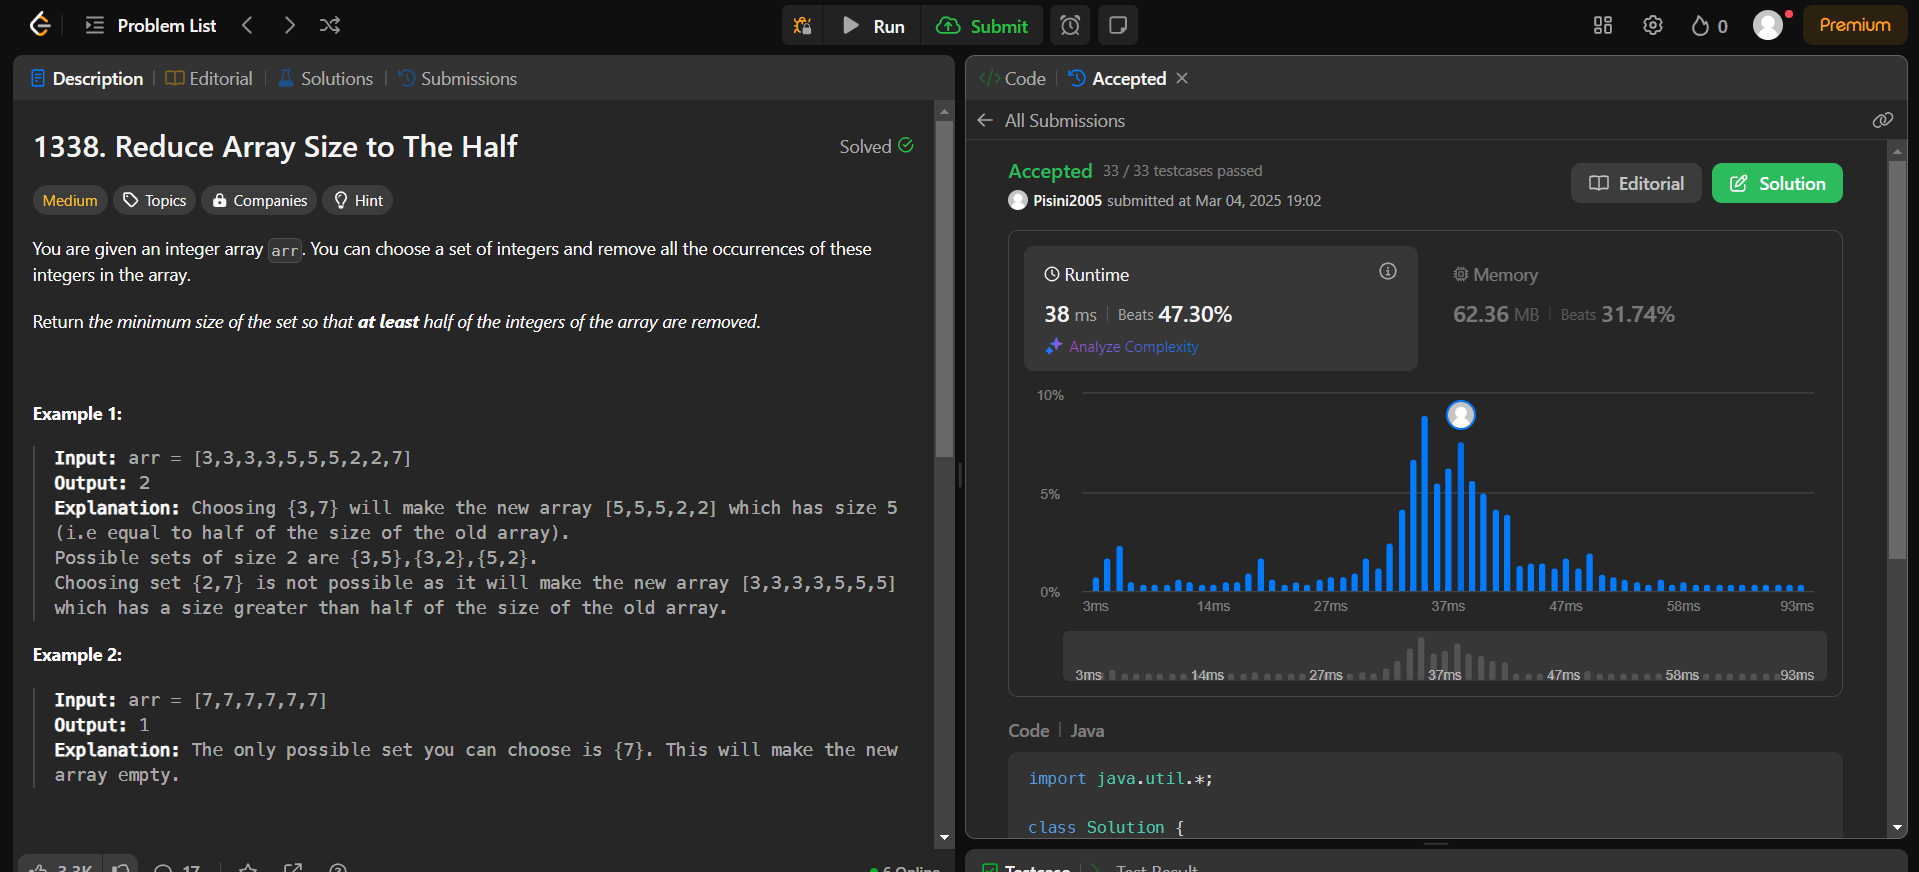 Problem List
Run
Submit
0
Premium
Description
Editorial
Solutions
Submissions
1338. Reduce Array Size to The Half
Solved
Medium
Topics
Companies
Hint
You are given an integer array arr. You can choose a set of integers and remove all the occurrences of these
integers in the array.
Return the minimum size of the set so that at least half of the integers of the array are removed.
Example 1:
Input: arr = [3,3,3,3,5,5,5,2,2,7]
Output: 2
Explanation: Choosing {3,7} will make the new array [5,5,5,2,2] which has size 5
(i.e equal to half of the size of the old array).
Possible sets of size 2 are {3,5},{3,2},{5,2}.
Choosing set {2,7} is not possible as it will make the new array [3,3,3,3,5,5,5]
which has a size greater than half of the size of the old array.
Example 2:
Input: arr = [7,7,7,7,7,7]
Output: 1
Explanation: The only possible set you can choose is {7}. This will make the new
array empty.
3.3K
17
6 Online
Code
Accepted
All Submissions
Accepted 33 / 33 testcases passed
Pisini2005 submitted at Mar 04, 2025 19:02
Editorial
Solution
Runtime
38 ms Beats 47.30%
Analyze Complexity
Memory
62.36 MB Beats 31.74%
10%
5%
0%
3ms 14ms 27ms 37ms 47ms 58ms 93ms
3ms 14ms 27ms 37ms 47ms 58ms 93ms
Code | Java
import java.util.*;
class Solution {
Testcase
Test Result